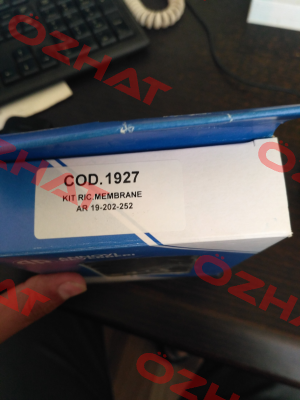 OZHAT
COD.1927
KIT RIC.MEMBRANE
AR 19-202-252
OZHAT
OZHAT
OZHAT